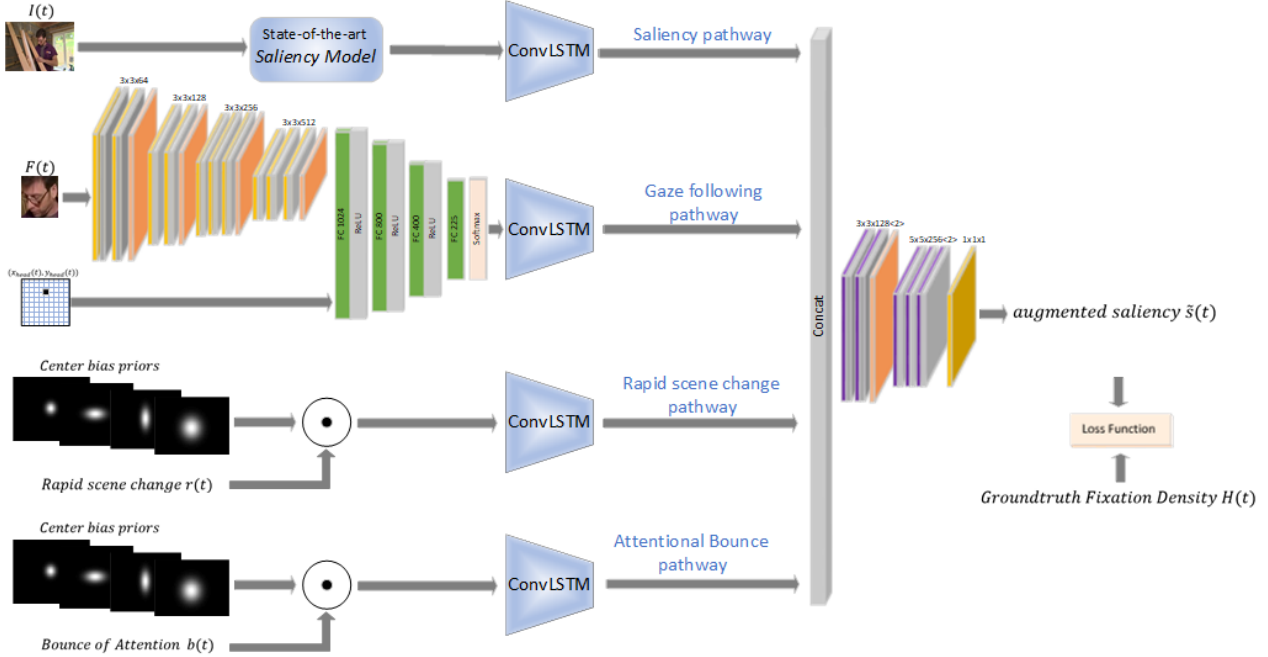 I(t)
State-of-the-art
Saliency Model
ConvLSTM
Saliency pathway
3x3x64
3x3x128
3x3x256
3x3x512
F(t)
FC 1024
ReLU
FC 800
ReLU
FC 400
ReLU
FC 225
Softmax
ConvLSTM
Gaze following
pathway
(x_head(t), y_head(t))
Concat
3x3x128<2>
5x5x256<2>
1x1x1
augmented saliency s̃(t)
Center bias priors
Rapid scene change r(t)
ConvLSTM
Rapid scene change
pathway
Loss Function
Groundtruth Fixation Density H(t)
Center bias priors
Bounce of Attention b(t)
ConvLSTM
Attentional Bounce
pathway